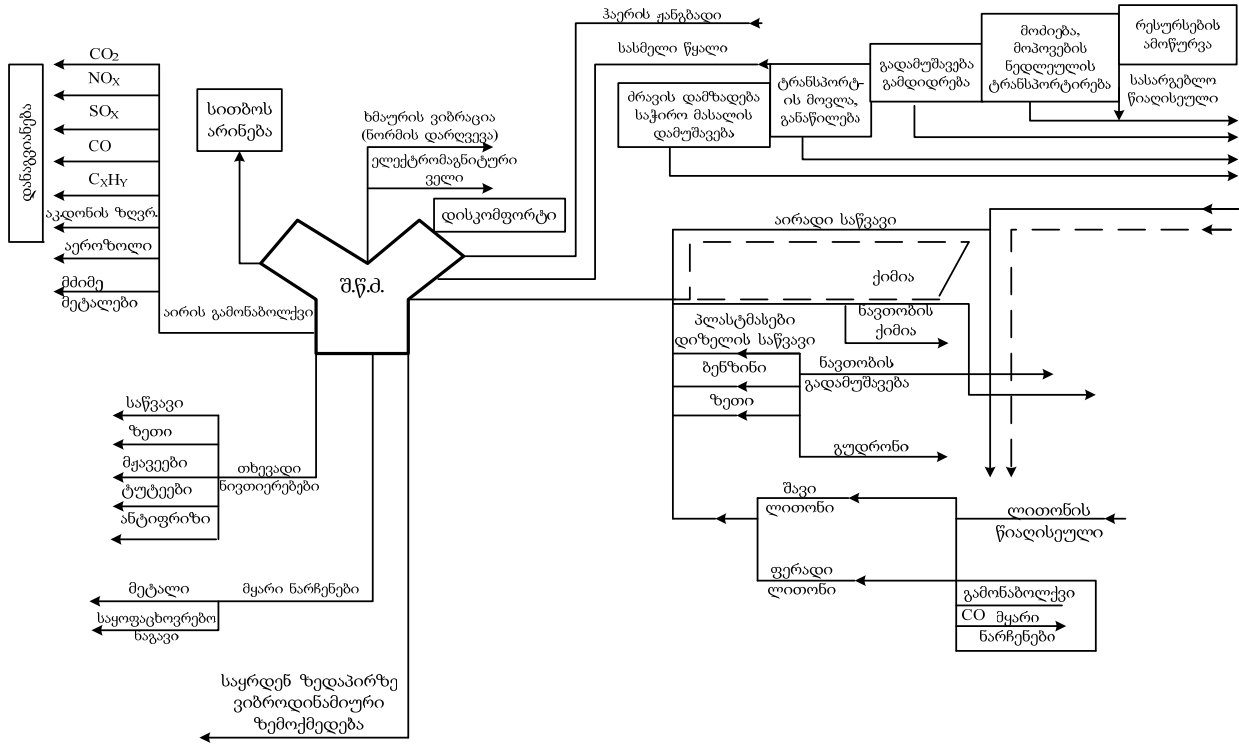 ჰაერის ჟანგბადი
სასმელი წყალი
ძრავის დამზადება
საჭირო მასალის
დამუშავება
ტრანსპორტ-
ის მოვლა,
განაწილება
გადამუშავება
გამდიდრება
მოძიება,
მოპოვების
ნედლეულის
ტრანსპორტირება
რესურსების
ამოწურვა
სასარგებლო
წიაღისეული
დანაგვიანება
CO2
NOX
SOX
CO
CXHY
აკდონის ზღვრ.
აეროზოლი
მძიმე
მეტალები
აირის გამონაბოლქვი
სითბოს
არინება
ხმაურის ვიბრაცია
(ნორმის დარღვევა)
ელექტრომაგნიტური
ველი
დისკომფორტი
შ.წ.ძ.
აირადი საწვავი
ქიმია
ნავთობის
ქიმია
პლასტმასები
დიზელის საწვავი
ბენზინი
ზეთი
ნავთობის
გადამუშავება
გუდრონი
შავი
ლითონი
ფერადი
ლითონი
ლითონის
წიაღისეული
გამონაბოლქვი
CO მყარი
ნარჩენები
საწვავი
ზეთი
მჟავეები
ტუტეები
ანტიფრიზი
თხევადი
ნივთიერებები
მეტალი
მყარი ნარჩენები
საყოფაცხოვრებო
ნაგავი
საყრდენ ზედაპირზე
ვიბროდინამიური
ზემოქმედება